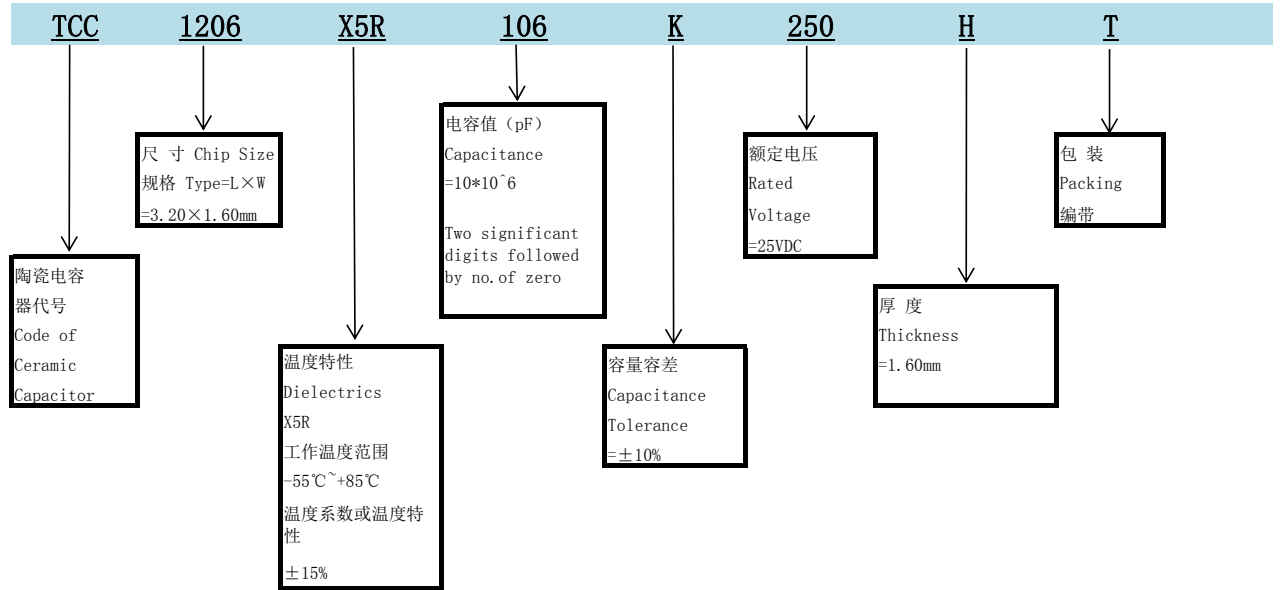 TCC 1206 X5R 106 K 250 H T
陶瓷电容
器代号
Code of
Ceramic
Capacitor
尺 寸 Chip Size
规格 Type=L×W
=3.20×1.60mm
温度特性
Dielectrics
X5R
工作温度范围
-55℃~+85℃
温度系数或温度特
性
±15%
电容值（pF）
Capacitance
=10*10^6
Two significant
digits followed
by no.of zero
容量容差
Capacitance
Tolerance
=±10%
额定电压
Rated
Voltage
=25VDC
厚 度
Thickness
=1.60mm
包 装
Packing
编带